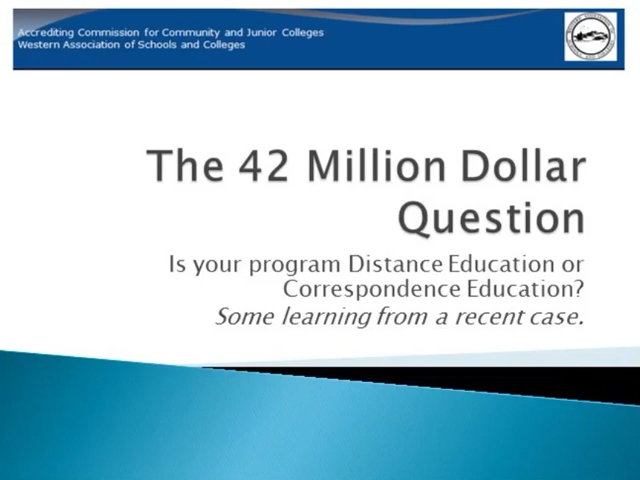 Accrediting Commission for Community and Junior Colleges
Western Association of Schools and Colleges
The 42 Million Dollar
Question
Is your program Distance Education or
Correspondence Education?
Some learning from a recent case.